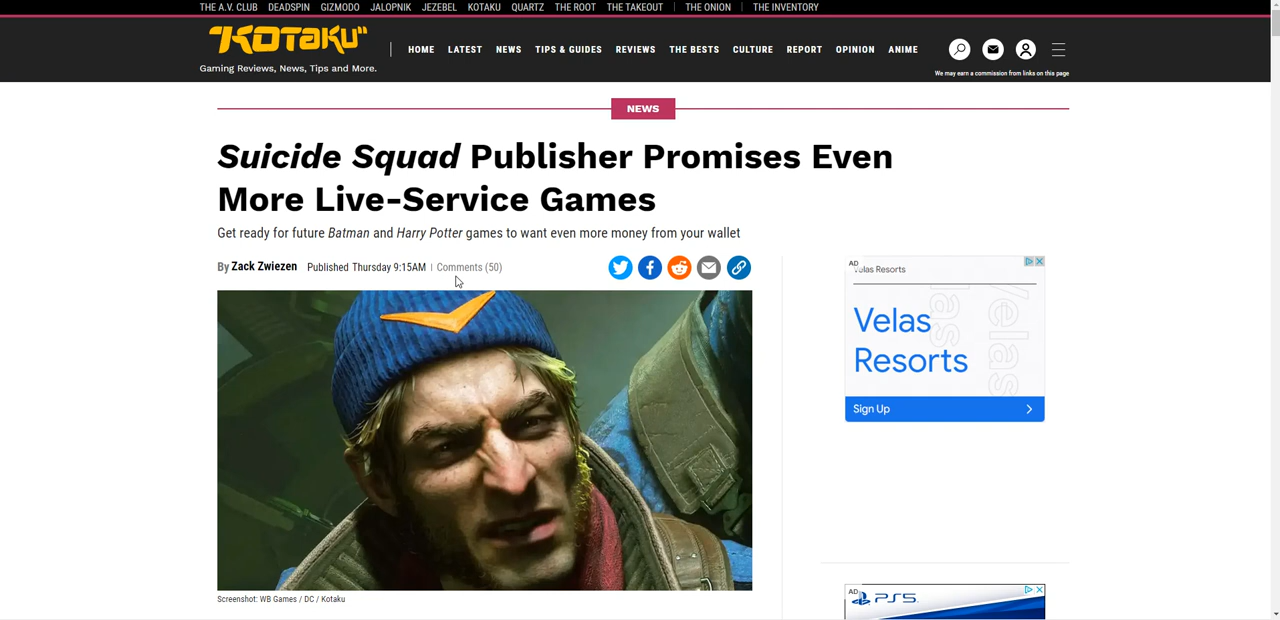 THE A.V. CLUB DEADSPIN GIZMODO JALOPNIK JEZEBEL KOTAKU QUARTZ THE ROOT THE TAKEOUT | THE ONION | THE INVENTORY
KOTAKU
Gaming Reviews, News, Tips and More.
HOME LATEST NEWS TIPS & GUIDES REVIEWS THE BESTS CULTURE REPORT OPINION ANIME
We may earn a commission from links on this page
NEWS
Suicide Squad Publisher Promises Even
More Live-Service Games
Get ready for future Batman and Harry Potter games to want even more money from your wallet
By Zack Zwiezen Published Thursday 9:15AM | Comments (50)
Screenshot: WB Games / DC / Kotaku
AD
Velas Resorts
Velas
Resorts
Sign Up
AD
PS5